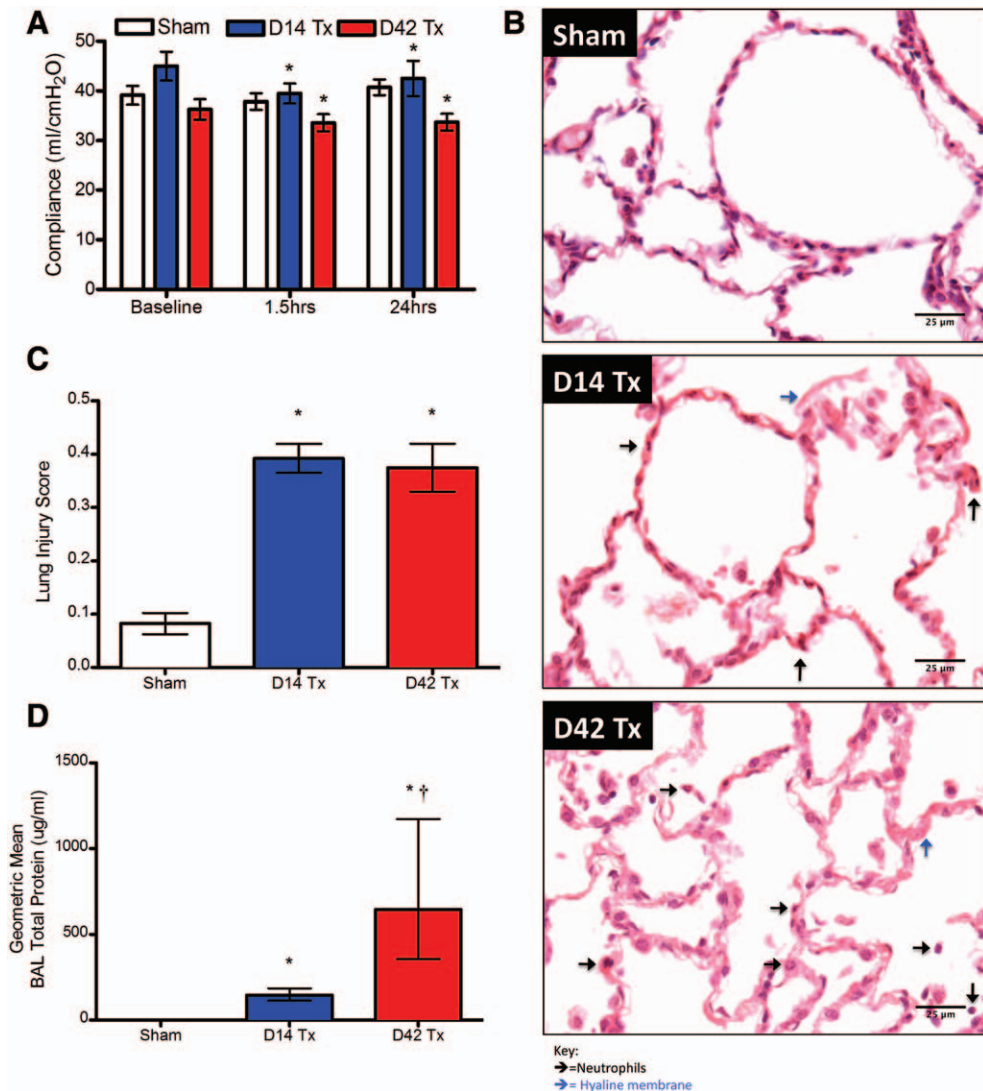 A
Sham D14 Tx D42 Tx
Compliance (ml/cmH₂O)
50
40
30
20
10
0
* * * *
Baseline 1.5hrs 24hrs
B
Sham
25 µm
D14 Tx
25 µm
D42 Tx
25 µm
Key:
➔=Neutrophils
➔= Hyaline membrane
C
Lung Injury Score
0.5
0.4
0.3
0.2
0.1
0.0
* *
Sham D14 Tx D42 Tx
D
Geometric Mean
BAL Total Protein (ug/ml)
1500
1000
500
0
* * †
Sham D14 Tx D42 Tx